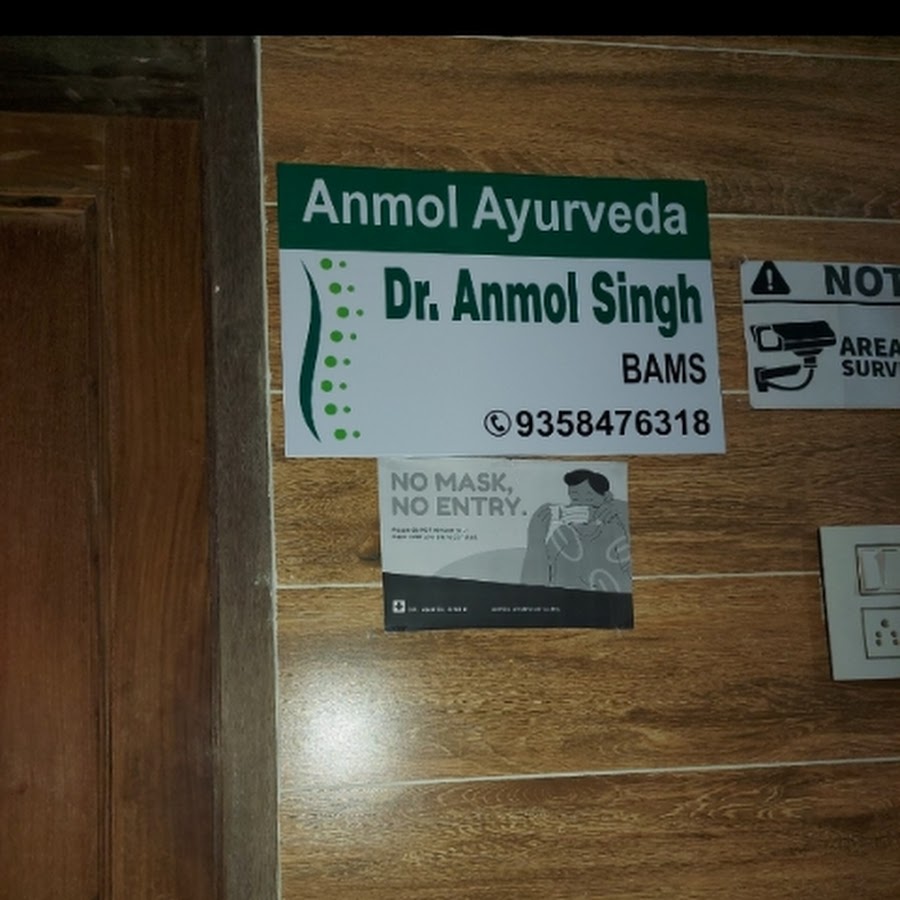 Anmol Ayurveda
Dr. Anmol Singh
BAMS
9358476318
NO MASK,
NO ENTRY.
NOT
AREA
SURV